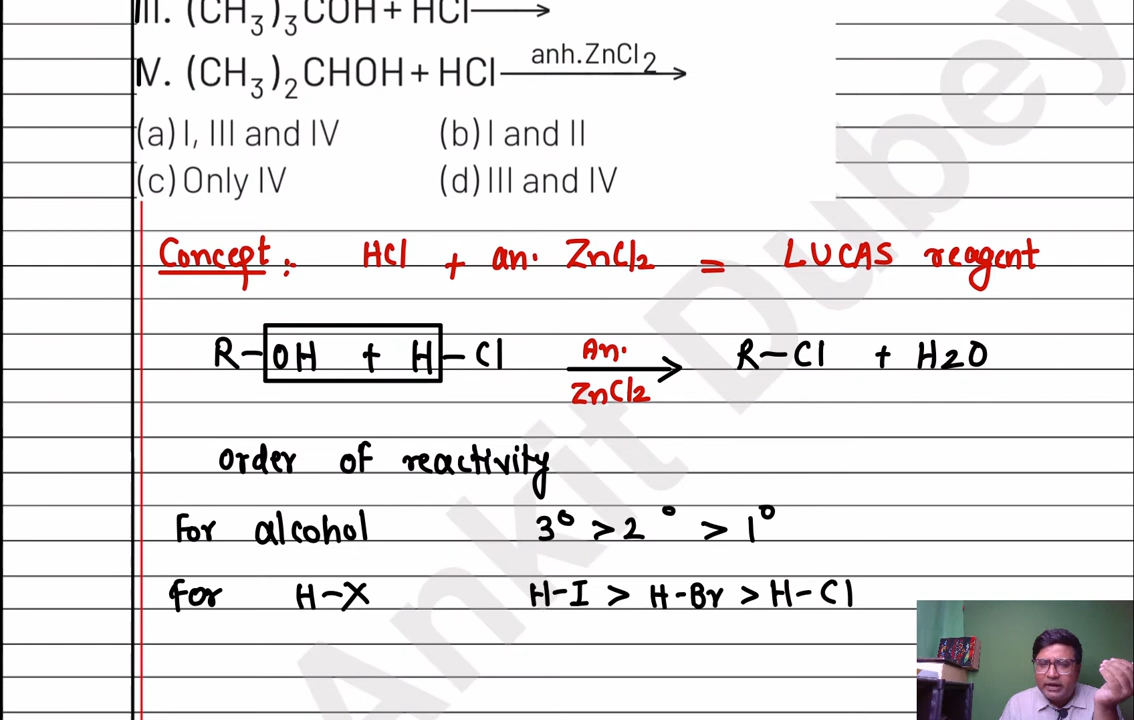 III. (CH₃)₃COH + HCl ⟶
IV. (CH₃)₂CHOH + HCl —anh.ZnCl₂→
(a) I, III and IV (b) I and II
(c) Only IV (d) III and IV
Concept :- HCl + an. ZnCl₂ = LUCAS reagent
R-OH + H-Cl —An. ZnCl₂→ R-Cl + H2O
order of reactivity
For alcohol 3° > 2° > 1°
For H-X H-I > H-Br > H-Cl
Ankit Dubey